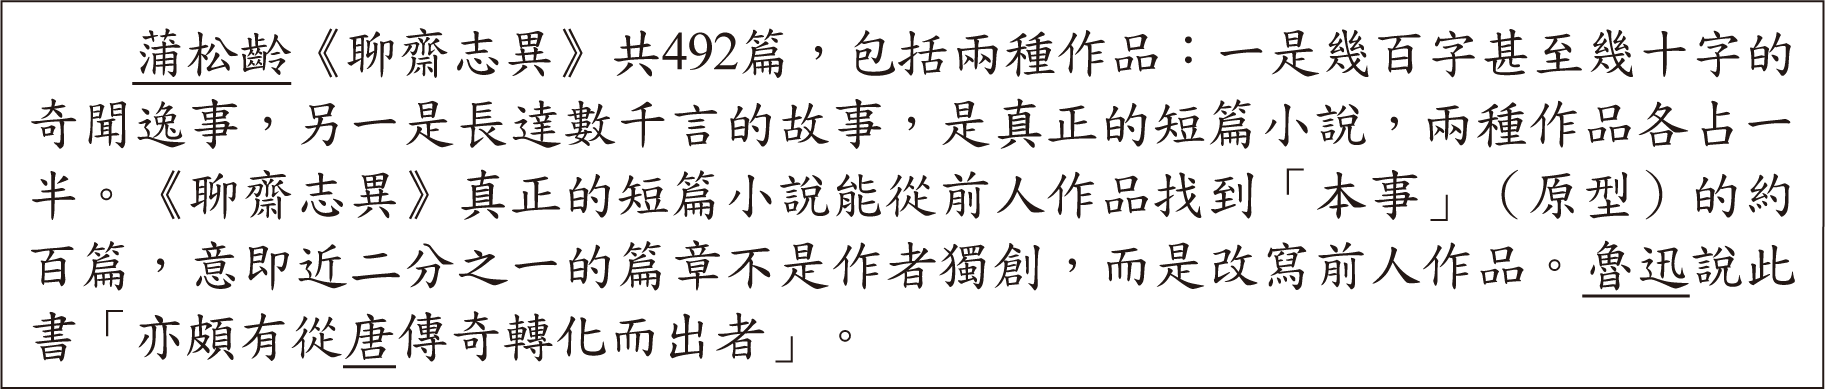 蒲松齡《聊齋志異》共492篇，包括兩種作品：一是幾百字甚至幾十字的
奇聞逸事，另一是長達數千言的故事，是真正的短篇小說，兩種作品各占一
半。《聊齋志異》真正的短篇小說能從前人作品找到「本事」（原型）的約
百篇，意即近二分之一的篇章不是作者獨創，而是改寫前人作品。魯迅說此
書「亦頗有從唐傳奇轉化而出者」。